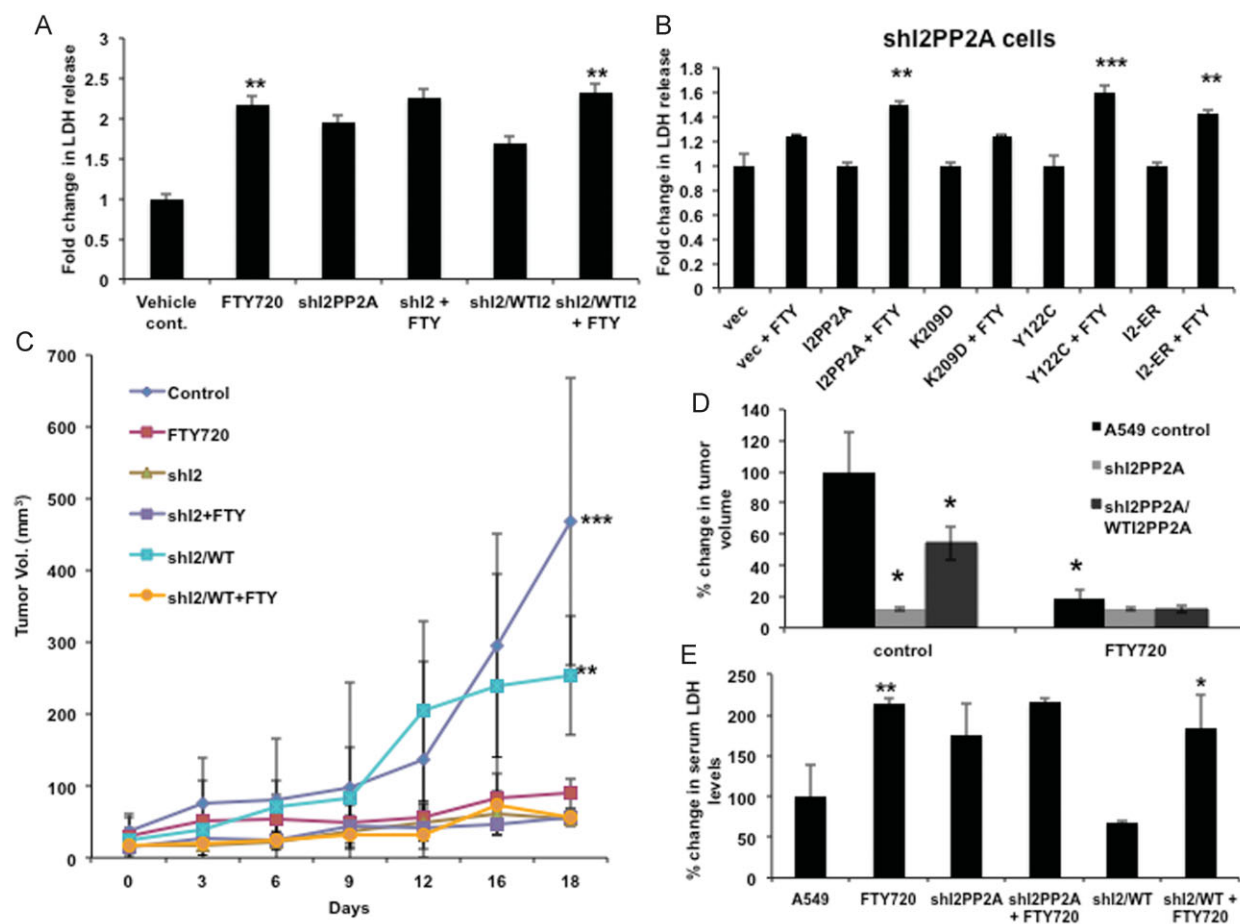 A
Fold change in LDH release
3
2.5
2
1.5
1
0.5
0
**
**
Vehicle cont.
FTY720
shI2PP2A
shI2 + FTY
shI2/WTI2
shI2/WTI2 + FTY
B
shI2PP2A cells
Fold change in LDH release
1.8
1.6
1.4
1.2
1.0
0.8
0.6
0.4
0.2
0
**
***
**
vec
vec + FTY
I2PP2A
I2PP2A + FTY
K209D
K209D + FTY
Y122C
Y122C + FTY
I2-ER
I2-ER + FTY
C
Tumor Vol. (mm³)
700
600
500
400
300
200
100
0
Control
FTY720
shI2
shI2+FTY
shI2/WT
shI2/WT+FTY
***
**
0
3
6
9
12
16
18
Days
D
% change in tumor
volume
140
120
100
80
60
40
20
0
*
*
*
A549 control
shI2PP2A
shI2PP2A/
WTI2PP2A
control
FTY720
E
% change in serum LDH
levels
250
200
150
100
50
0
**
*
A549
FTY720
shI2PP2A
shI2PP2A
+ FTY720
shI2/WT
shI2/WT +
FTY720